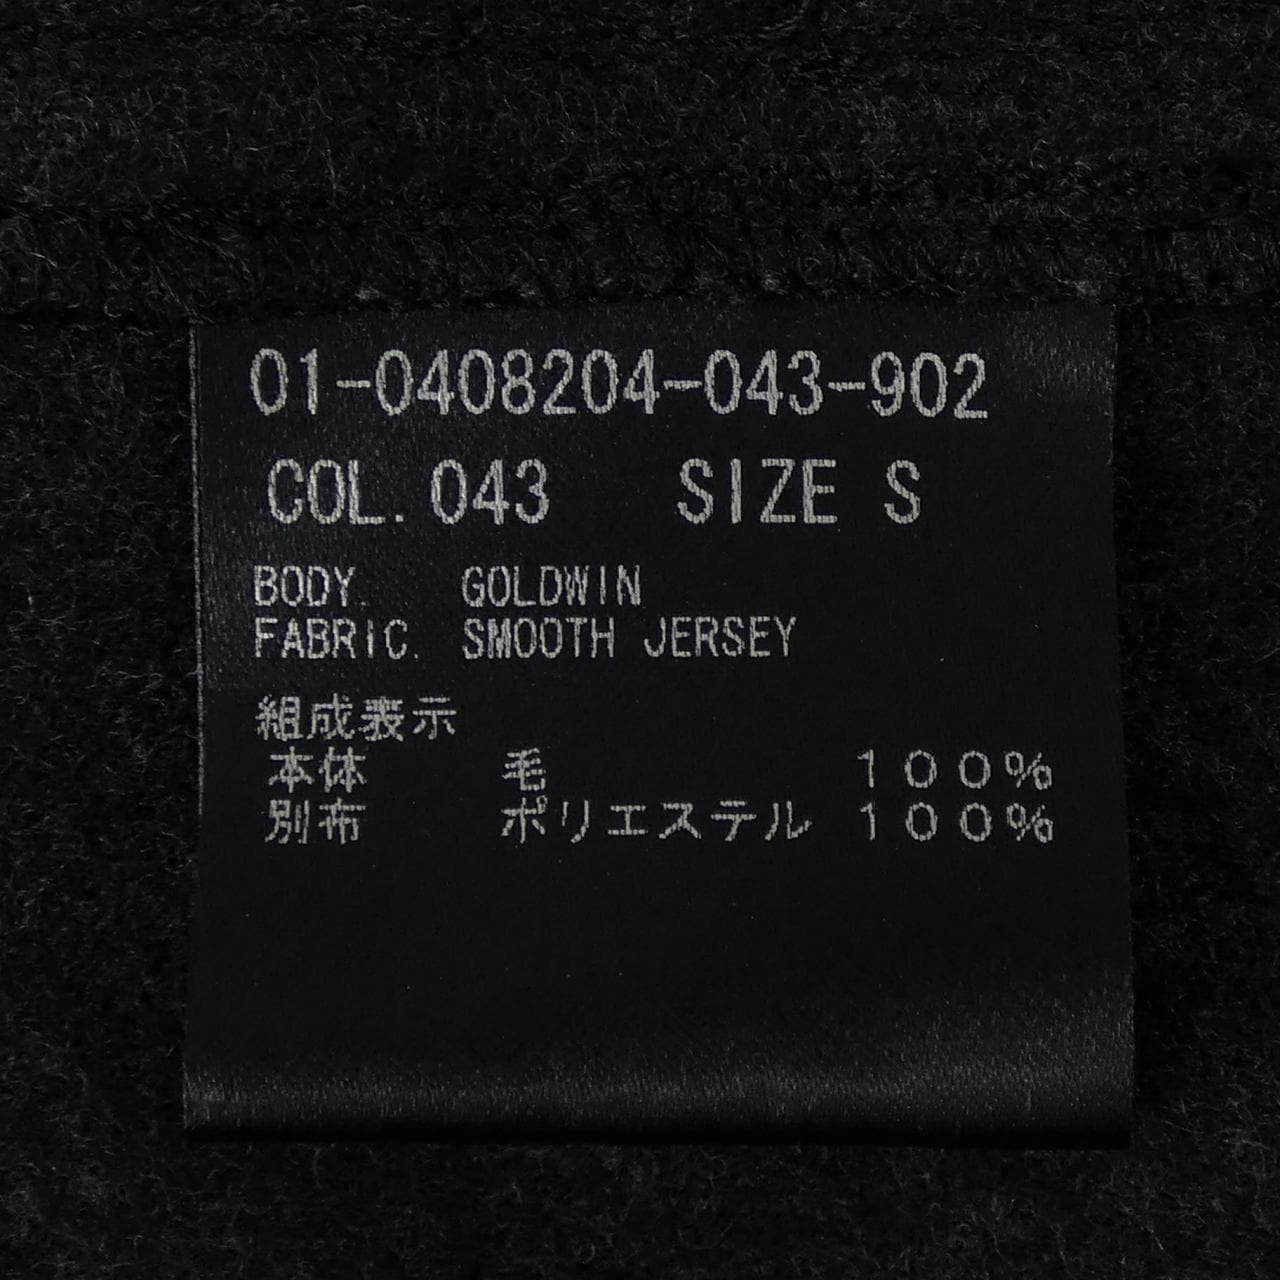 01-0408204-043-902
COL. 043 SIZE S
BODY. GOLDWIN
FABRIC. SMOOTH JERSEY
組成表示
本体 毛 100%
別布 ポリエステル 100%